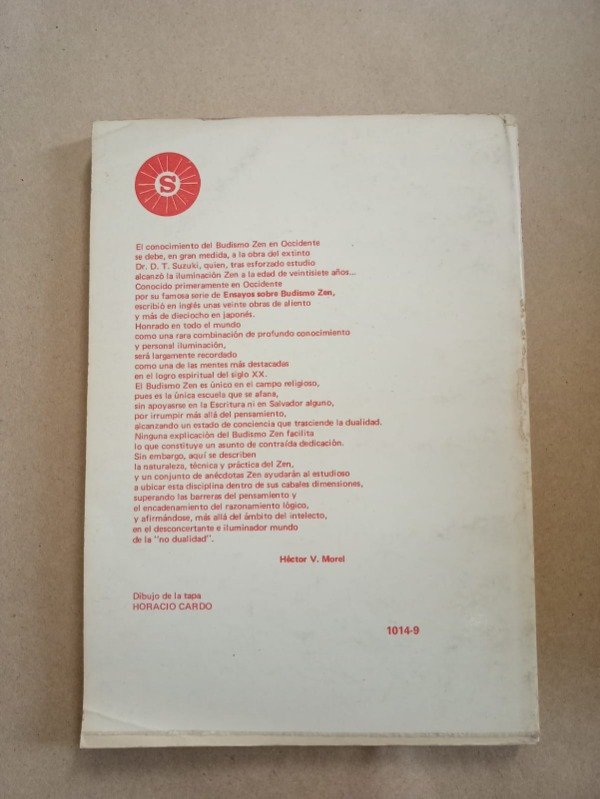 S
El conocimiento del Budismo Zen en Occidente
se debe, en gran medida, a la obra del extinto
Dr. D. T. Suzuki, quien, tras esforzado estudio
alcanzó la iluminación Zen a la edad de veintisiete años...
Conocido primeramente en Occidente
por su famosa serie de Ensayos sobre Budismo Zen,
escribió en inglés unas veinte obras de aliento
y más de dieciocho en japonés.
Honrado en todo el mundo
como una rara combinación de profundo conocimiento
y personal iluminación,
será largamente recordado
como una de las mentes más destacadas
en el logro espiritual del siglo XX.
El Budismo Zen es único en el campo religioso,
pues es la única escuela que se afana,
sin apoyarse en la Escritura ni en Salvador alguno,
por irrumpir más allá del pensamiento,
alcanzando un estado de conciencia que trasciende la dualidad.
Ninguna explicación del Budismo Zen facilita
lo que constituye un asunto de contraída dedicación.
Sin embargo, aquí se describen
la naturaleza, técnica y práctica del Zen,
y un conjunto de anécdotas Zen ayudarán al estudioso
a ubicar esta disciplina dentro de sus cabales dimensiones,
superando las barreras del pensamiento y
el encadenamiento del razonamiento lógico,
y afirmándose, más allá del ámbito del intelecto,
en el desconcertante e iluminador mundo
de la "no dualidad".
Héctor V. Morel
Dibujo de la tapa
HORACIO CARDO
1014-9